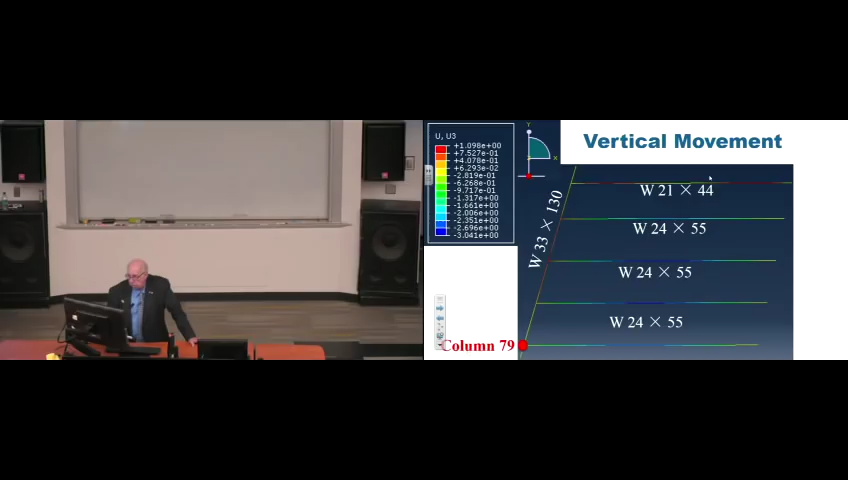 Vertical Movement
U, U3
+1.098e+00
+7.527e-01
+4.078e-01
+6.293e-02
-2.819e-01
-6.268e-01
-9.717e-01
-1.317e+00
-1.661e+00
-2.006e+00
-2.351e+00
-2.696e+00
-3.041e+00
Y
X
W 21 × 44
W 33 × 130
W 24 × 55
W 24 × 55
W 24 × 55
Column 79